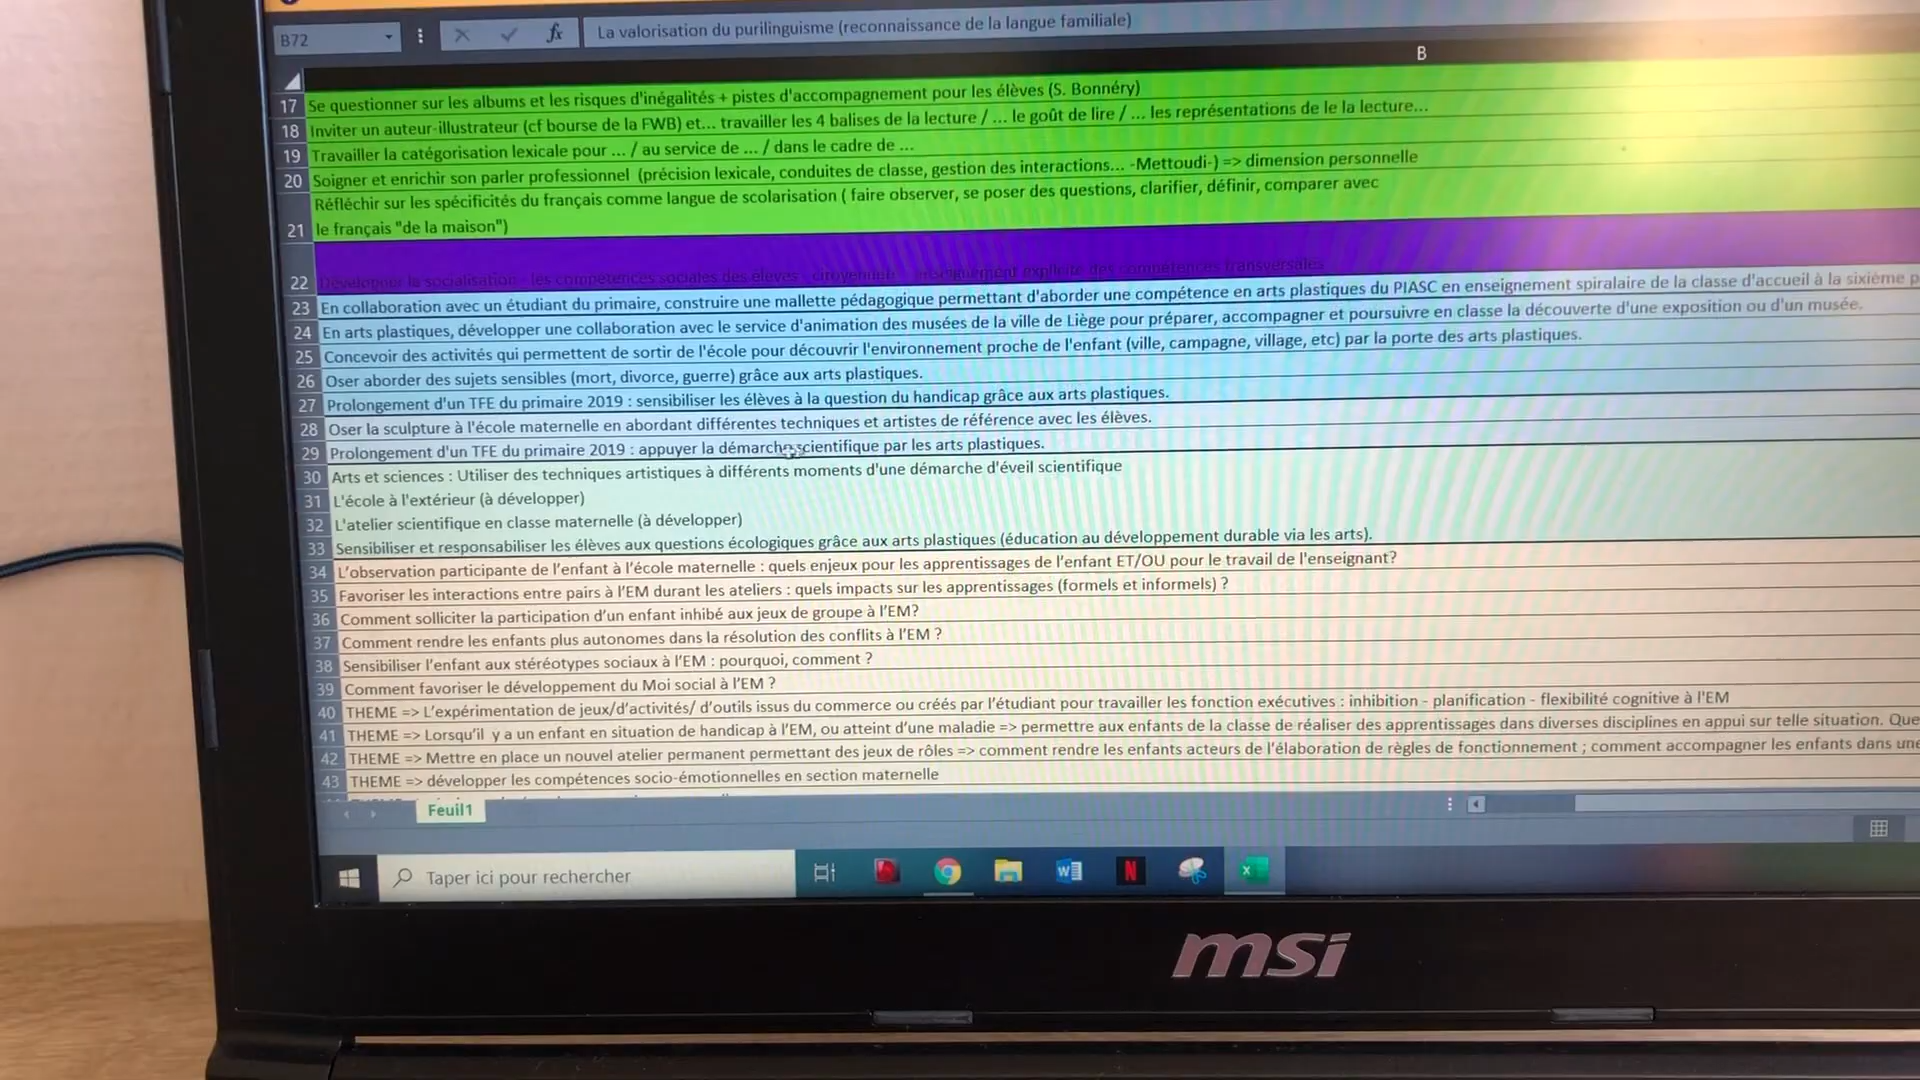 B72
fx
La valorisation du purilinguisme (reconnaissance de la langue familiale)
B
17 Se questionner sur les albums et les risques d'inégalités + pistes d'accompagnement pour les élèves (S. Bonnéry)
18 Inviter un auteur-illustrateur (cf bourse de la FWB) et... travailler les 4 balises de la lecture / ... le goût de lire / ... les représentations de le la lecture...
19 Travailler la catégorisation lexicale pour ... / au service de ... / dans le cadre de ...
20 Soigner et enrichir son parler professionnel (précision lexicale, conduites de classe, gestion des interactions... -Mettoudi-) => dimension personnelle
Réfléchir sur les spécificités du français comme langue de scolarisation ( faire observer, se poser des questions, clarifier, définir, comparer avec
21 le français "de la maison")
22 Développer la socialisation - les compétences sociales des élèves - citoyenneté - enseignement explicite des compétences transversales
23 En collaboration avec un étudiant du primaire, construire une mallette pédagogique permettant d'aborder une compétence en arts plastiques du PIASC en enseignement spiralaire de la classe d'accueil à la sixième p
24 En arts plastiques, développer une collaboration avec le service d'animation des musées de la ville de Liège pour préparer, accompagner et poursuivre en classe la découverte d'une exposition ou d'un musée.
25 Concevoir des activités qui permettent de sortir de l'école pour découvrir l'environnement proche de l'enfant (ville, campagne, village, etc) par la porte des arts plastiques.
26 Oser aborder des sujets sensibles (mort, divorce, guerre) grâce aux arts plastiques.
27 Prolongement d'un TFE du primaire 2019 : sensibiliser les élèves à la question du handicap grâce aux arts plastiques.
28 Oser la sculpture à l'école maternelle en abordant différentes techniques et artistes de référence avec les élèves.
29 Prolongement d'un TFE du primaire 2019 : appuyer la démarche scientifique par les arts plastiques.
30 Arts et sciences : Utiliser des techniques artistiques à différents moments d'une démarche d'éveil scientifique
31 L'école à l'extérieur (à développer)
32 L'atelier scientifique en classe maternelle (à développer)
33 Sensibiliser et responsabiliser les élèves aux questions écologiques grâce aux arts plastiques (éducation au développement durable via les arts).
34 L'observation participante de l'enfant à l'école maternelle : quels enjeux pour les apprentissages de l'enfant ET/OU pour le travail de l'enseignant?
35 Favoriser les interactions entre pairs à l'EM durant les ateliers : quels impacts sur les apprentissages (formels et informels) ?
36 Comment solliciter la participation d'un enfant inhibé aux jeux de groupe à l'EM?
37 Comment rendre les enfants plus autonomes dans la résolution des conflits à l'EM ?
38 Sensibiliser l'enfant aux stéréotypes sociaux à l'EM : pourquoi, comment ?
39 Comment favoriser le développement du Moi social à l'EM ?
40 THEME => L'expérimentation de jeux/d'activités/ d'outils issus du commerce ou créés par l'étudiant pour travailler les fonction exécutives : inhibition - planification - flexibilité cognitive à l'EM
41 THEME => Lorsqu'il y a un enfant en situation de handicap à l'EM, ou atteint d'une maladie => permettre aux enfants de la classe de réaliser des apprentissages dans diverses disciplines en appui sur telle situation. Que
42 THEME => Mettre en place un nouvel atelier permanent permettant des jeux de rôles => comment rendre les enfants acteurs de l'élaboration de règles de fonctionnement ; comment accompagner les enfants dans une
43 THEME => développer les compétences socio-émotionnelles en section maternelle
Feuil1
Taper ici pour rechercher
msi